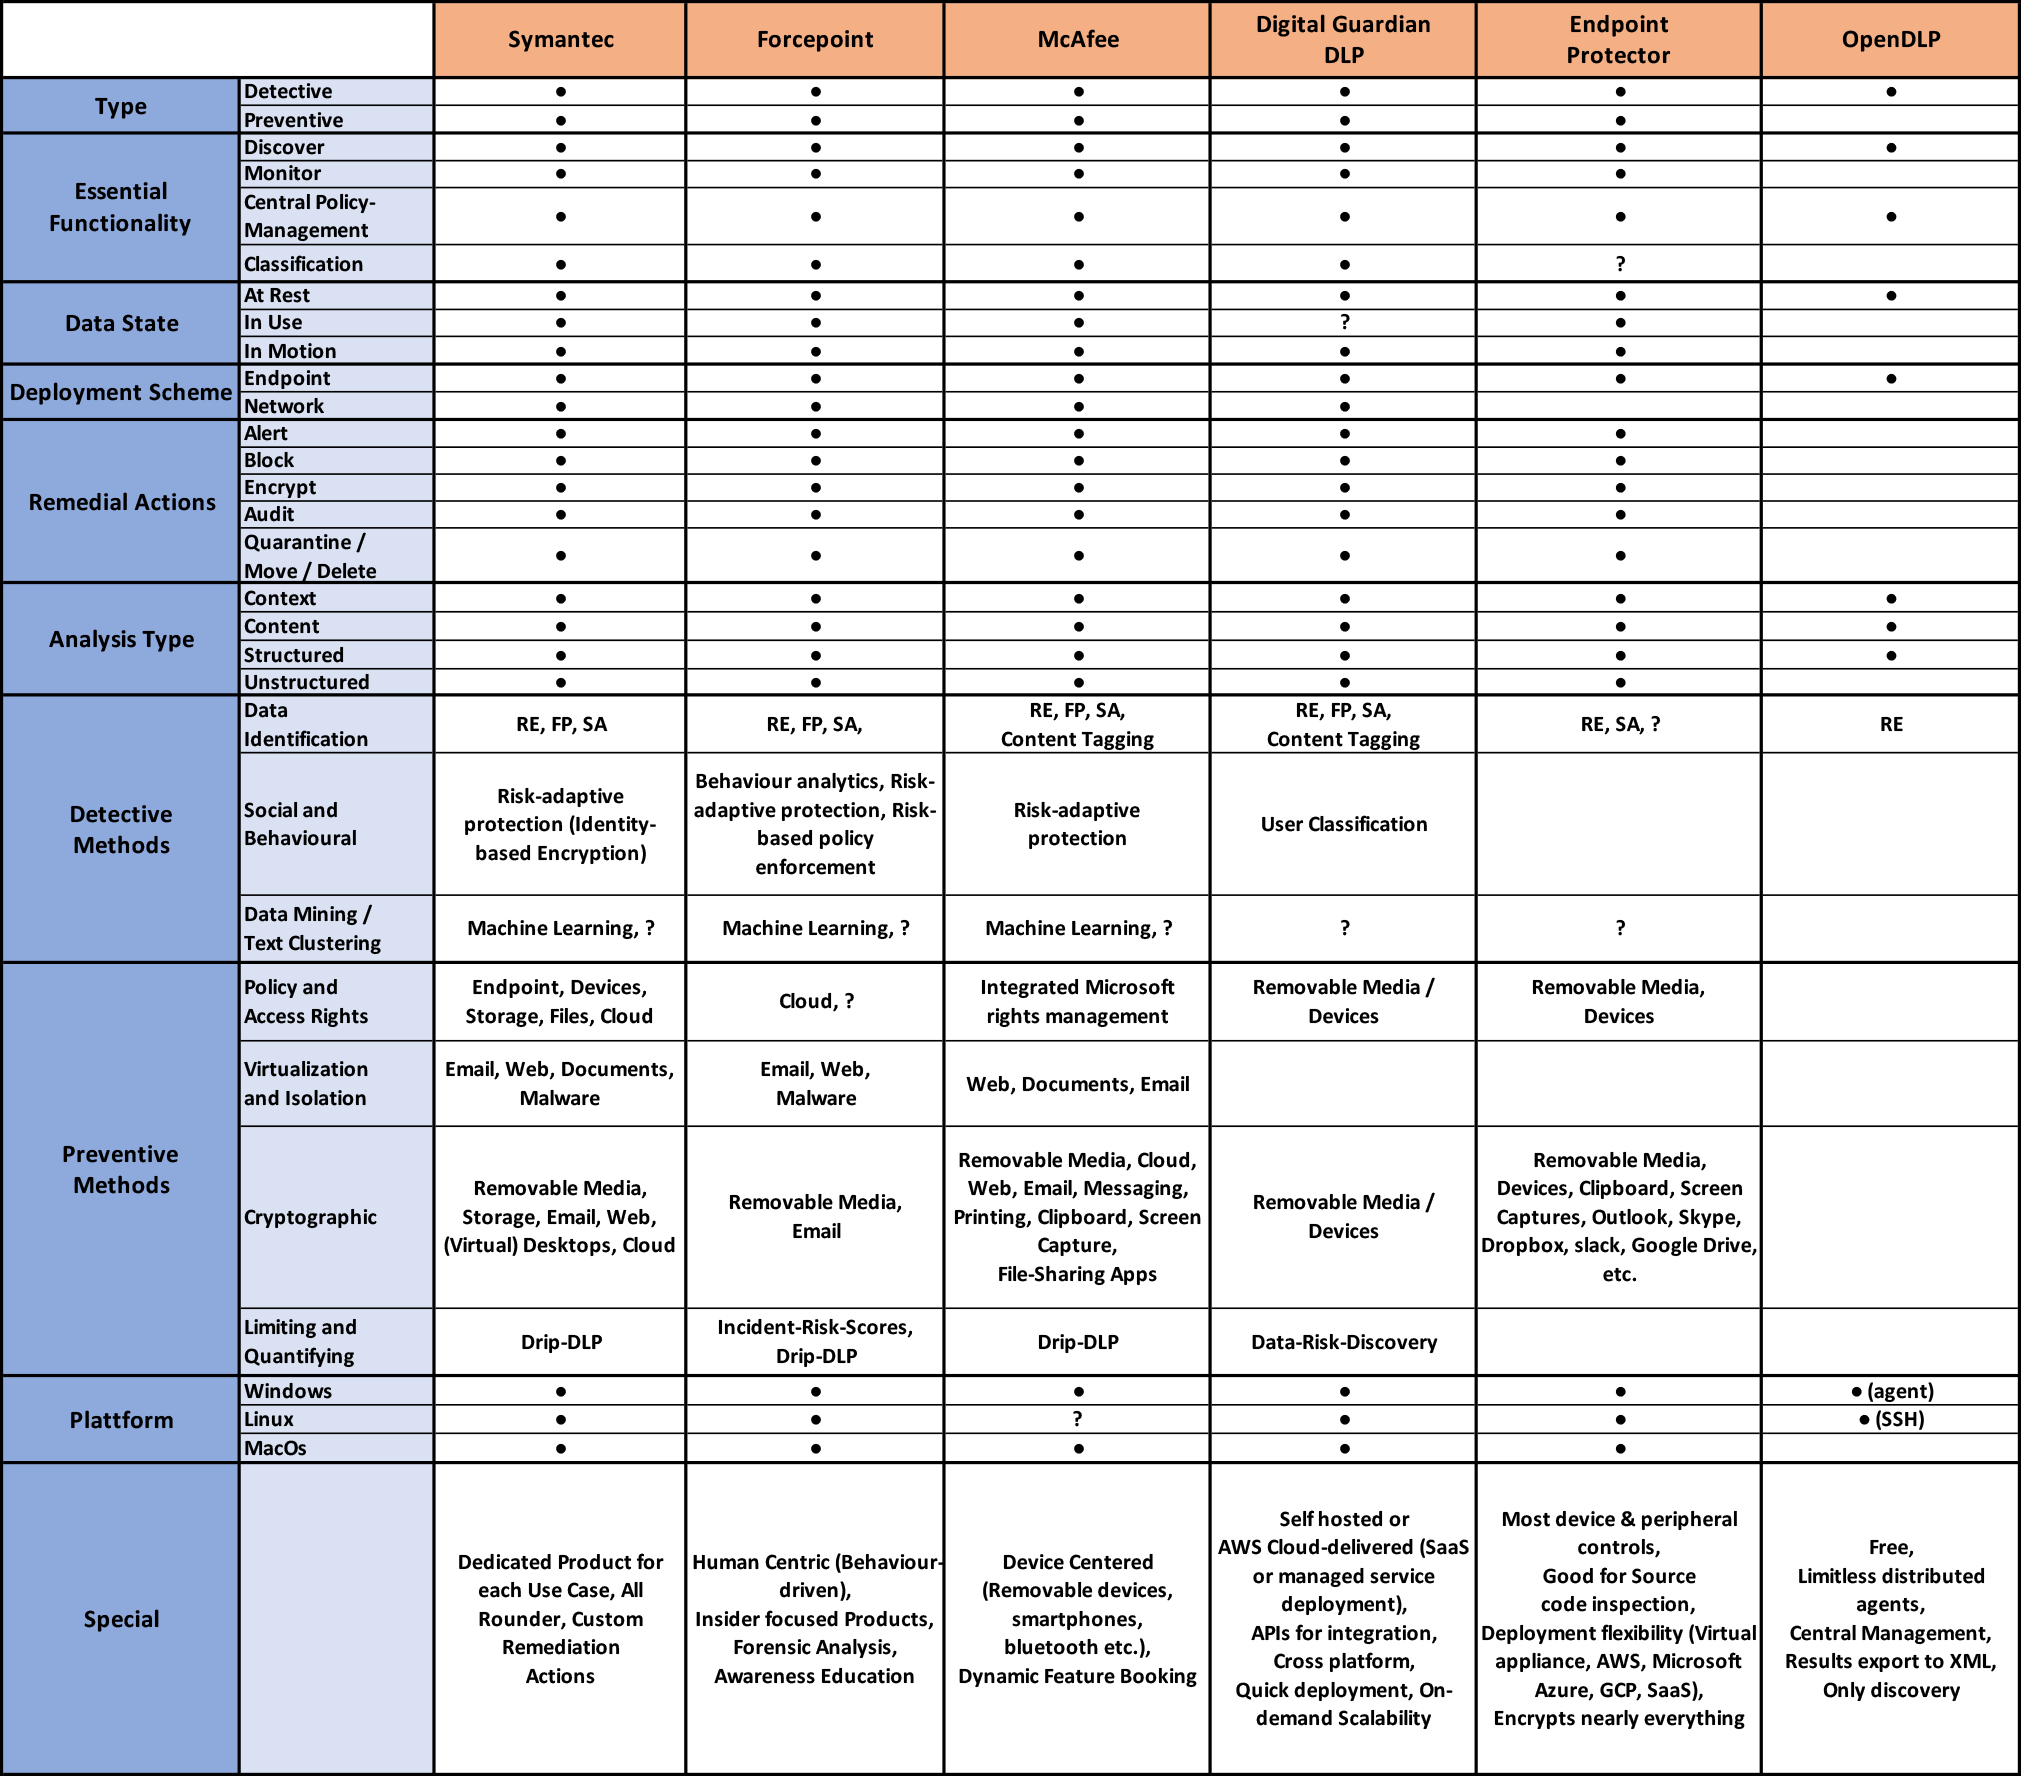 Symantec Forcepoint McAfee Digital Guardian DLP Endpoint Protector OpenDLP
Type
Detective ● ● ● ● ● ●
Preventive ● ● ● ● ●
Essential Functionality
Discover ● ● ● ● ● ●
Monitor ● ● ● ● ●
Central Policy-Management ● ● ● ● ● ●
Classification ● ● ● ● ?
Data State
At Rest ● ● ● ● ● ●
In Use ● ● ● ? ●
In Motion ● ● ● ● ●
Deployment Scheme
Endpoint ● ● ● ● ● ●
Network ● ● ● ●
Remedial Actions
Alert ● ● ● ● ●
Block ● ● ● ● ●
Encrypt ● ● ● ● ●
Audit ● ● ● ● ●
Quarantine / Move / Delete ● ● ● ● ●
Analysis Type
Context ● ● ● ● ● ●
Content ● ● ● ● ● ●
Structured ● ● ● ● ● ●
Unstructured ● ● ● ● ●
Detective
Methods
Data
Identification
RE, FP, SA
RE, FP, SA,
RE, FP, SA,
Content Tagging
RE, FP, SA,
Content Tagging
RE, SA, ?
RE
Social and
Behavioural
Risk-adaptive
protection (Identity-
based Encryption)
Behaviour analytics, Risk-
adaptive protection, Risk-
based policy
enforcement
Risk-adaptive
protection
User Classification
Data Mining /
Text Clustering
Machine Learning, ?
Machine Learning, ?
Machine Learning, ?
?
?
Preventive
Methods
Policy and
Access Rights
Endpoint, Devices,
Storage, Files, Cloud
Cloud, ?
Integrated Microsoft
rights management
Removable Media /
Devices
Removable Media,
Devices
Virtualization
and Isolation
Email, Web, Documents,
Malware
Email, Web,
Malware
Web, Documents, Email
Cryptographic
Removable Media,
Storage, Email, Web,
(Virtual) Desktops, Cloud
Removable Media,
Email
Removable Media, Cloud,
Web, Email, Messaging,
Printing, Clipboard, Screen
Capture,
File-Sharing Apps
Removable Media /
Devices
Removable Media,
Devices, Clipboard, Screen
Captures, Outlook, Skype,
Dropbox, slack, Google Drive,
etc.
Limiting and
Quantifying
Drip-DLP
Incident-Risk-Scores,
Drip-DLP
Drip-DLP
Data-Risk-Discovery
Plattform
Windows ● ● ● ● ● ● (agent)
Linux ● ● ? ● ● ● (SSH)
MacOs ● ● ● ● ●
Special
Dedicated Product for
each Use Case, All
Rounder, Custom
Remediation
Actions
Human Centric (Behaviour-
driven),
Insider focused Products,
Forensic Analysis,
Awareness Education
Device Centered
(Removable devices,
smartphones,
bluetooth etc.),
Dynamic Feature Booking
Self hosted or
AWS Cloud-delivered (SaaS
or managed service
deployment),
APIs for integration,
Cross platform,
Quick deployment, On-
demand Scalability
Most device & peripheral
controls,
Good for Source
code inspection,
Deployment flexibility (Virtual
appliance, AWS, Microsoft
Azure, GCP, SaaS),
Encrypts nearly everything
Free,
Limitless distributed
agents,
Central Management,
Results export to XML,
Only discovery